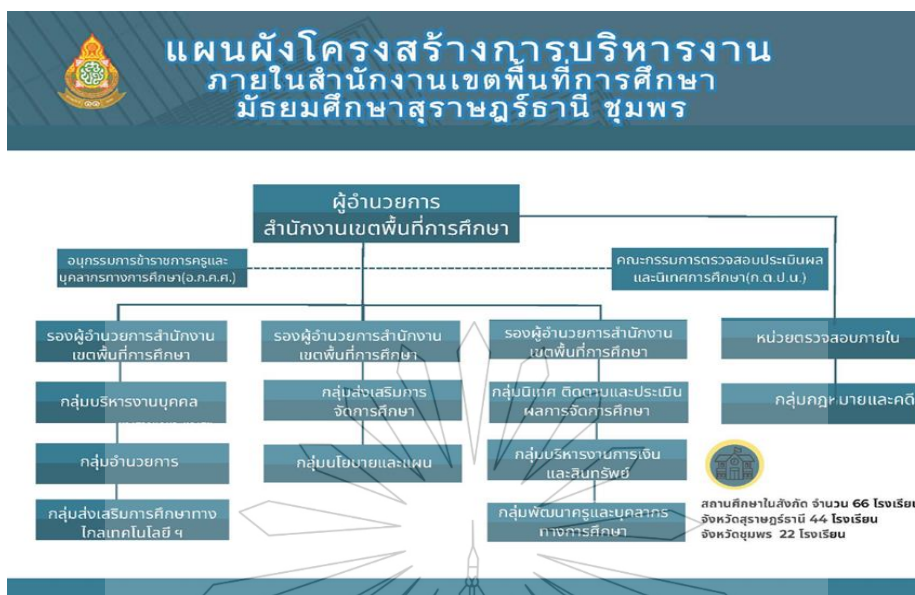 แผนผังโครงสร้างการบริหารงาน
ภายในสำนักงานเขตพื้นที่การศึกษา
มัธยมศึกษาสุราษฎร์ธานี ชุมพร
ผู้อำนวยการ
สำนักงานเขตพื้นที่การศึกษา
อนุกรรมการข้าราชการครูและ
บุคลากรทางการศึกษา(อ.ก.ค.ศ.)
คณะกรรมการตรวจสอบประเมินผล
และนิเทศการศึกษา(ก.ต.ป.น.)
รองผู้อำนวยการสำนักงาน
เขตพื้นที่การศึกษา
รองผู้อำนวยการสำนักงาน
เขตพื้นที่การศึกษา
รองผู้อำนวยการสำนักงาน
เขตพื้นที่การศึกษา
หน่วยตรวจสอบภายใน
กลุ่มบริหารงานบุคคล
กลุ่มส่งเสริมการ
จัดการศึกษา
กลุ่มนิเทศ ติดตามและประเมิน
ผลการจัดการศึกษา
กลุ่มกฎหมายและคดี
กลุ่มอำนวยการ
กลุ่มนโยบายและแผน
กลุ่มบริหารงานการเงิน
และสินทรัพย์
กลุ่มส่งเสริมการศึกษาทาง
ไกลเทคโนโลยี ฯ
กลุ่มพัฒนาครูและบุคลากร
ทางการศึกษา
สถานศึกษาในสังกัด จำนวน 66 โรงเรียน
จังหวัดสุราษฎร์ธานี 44 โรงเรียน
จังหวัดชุมพร 22 โรงเรียน